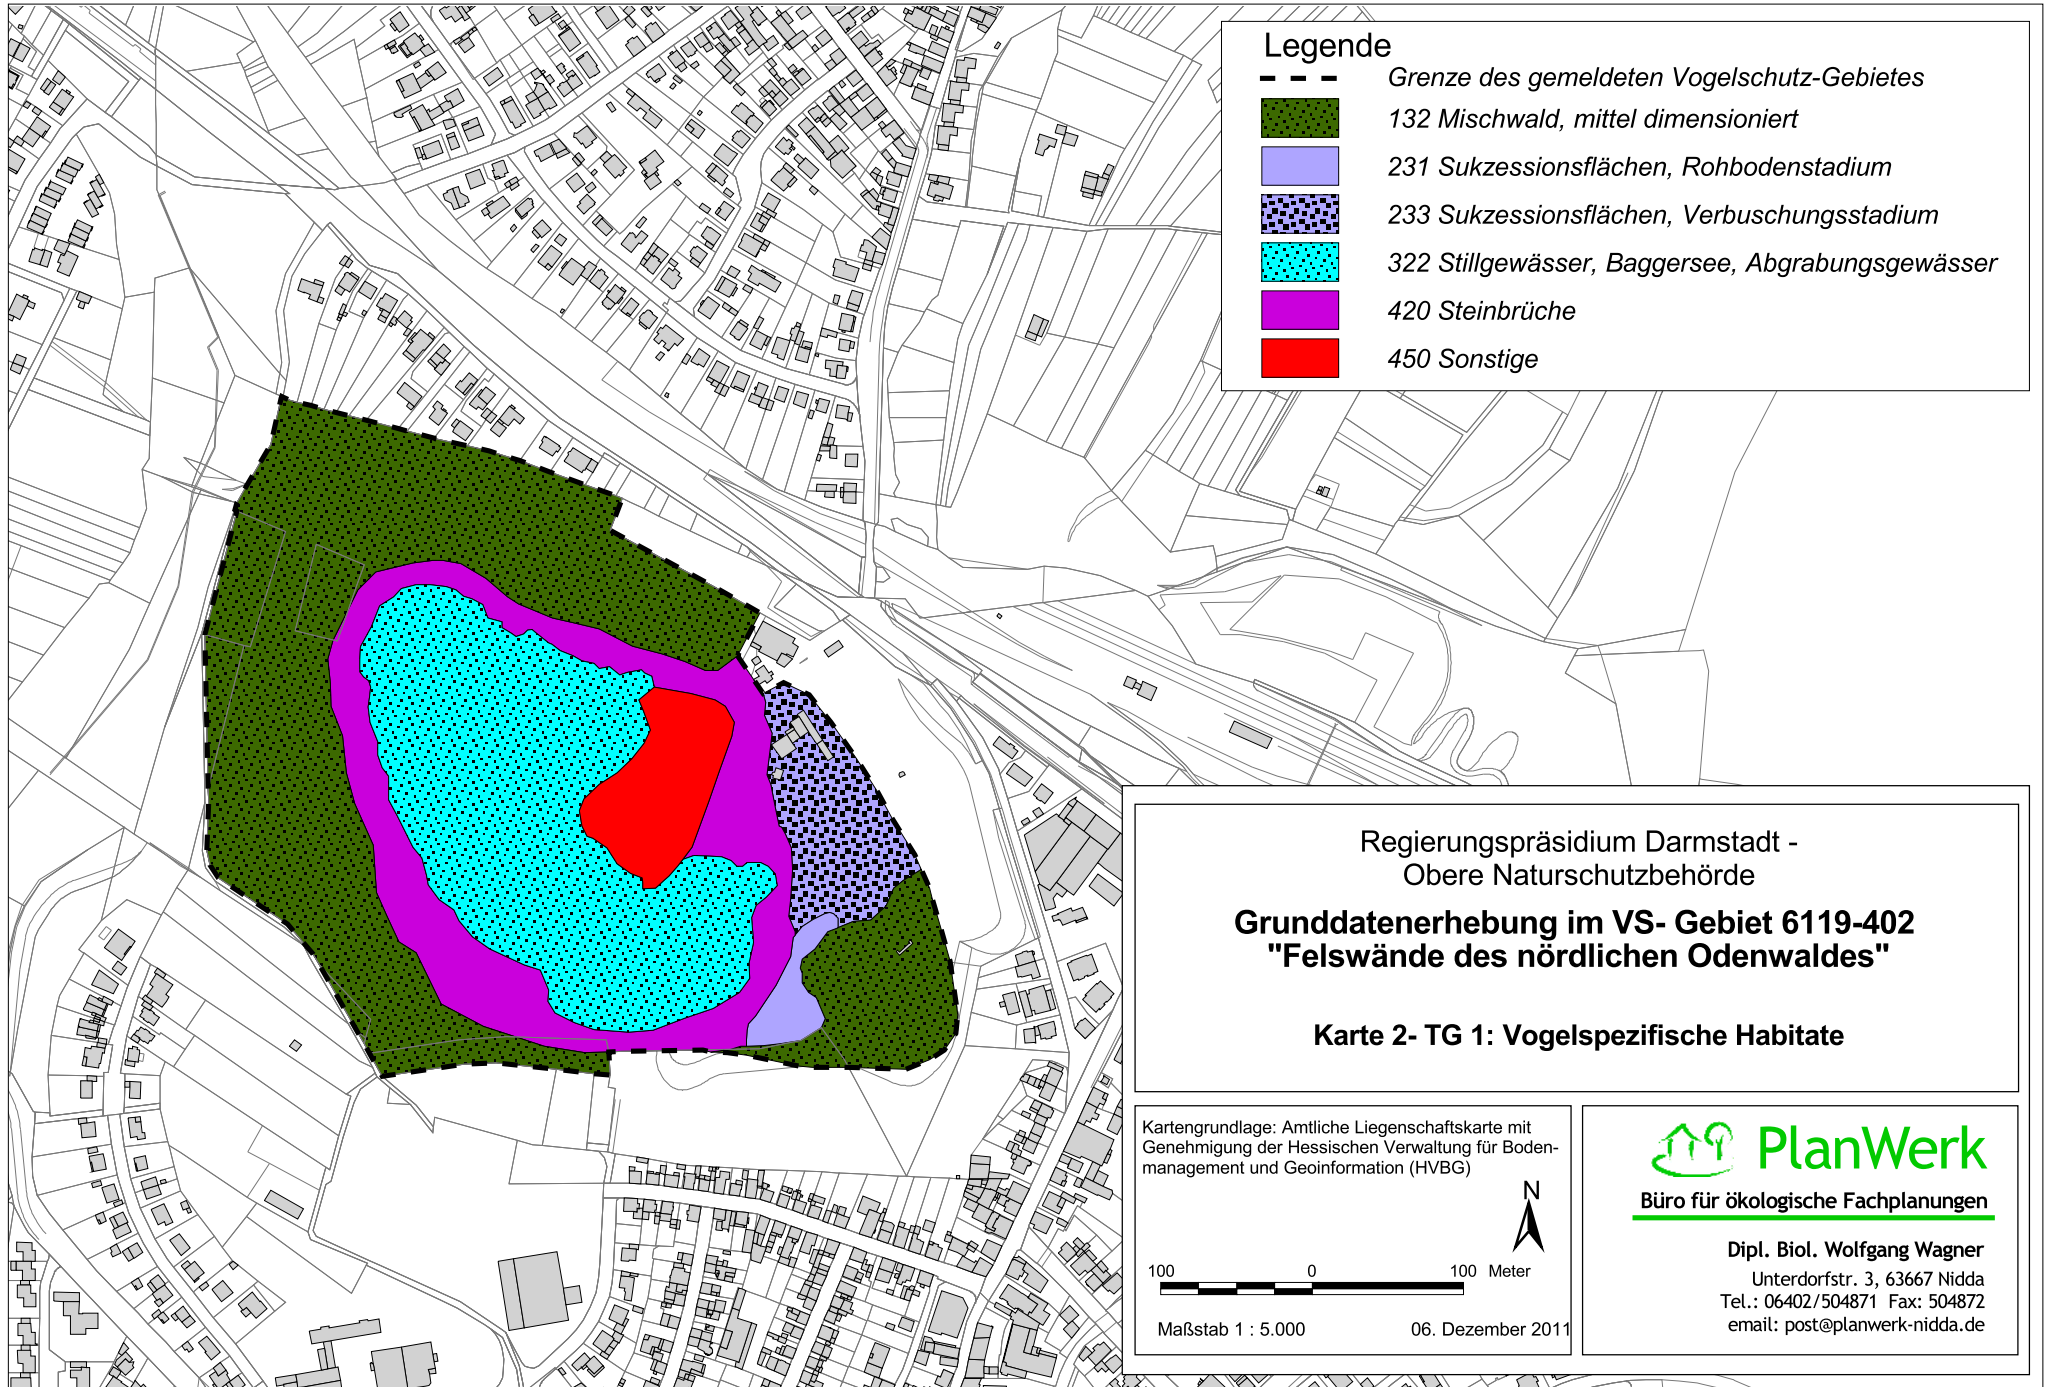 Legende
Grenze des gemeldeten Vogelschutz-Gebietes
132 Mischwald, mittel dimensioniert
231 Sukzessionsflächen, Rohbodenstadium
233 Sukzessionsflächen, Verbuschungsstadium
322 Stillgewässer, Baggersee, Abgrabungsgewässer
420 Steinbrüche
450 Sonstige
Regierungspräsidium Darmstadt -
Obere Naturschutzbehörde
Grunddatenerhebung im VS- Gebiet 6119-402
"Felswände des nördlichen Odenwaldes"
Karte 2- TG 1: Vogelspezifische Habitate
Kartengrundlage: Amtliche Liegenschaftskarte mit
Genehmigung der Hessischen Verwaltung für Boden-
management und Geoinformation (HVBG)
N
100 0 100 Meter
Maßstab 1 : 5.000 06. Dezember 2011
PlanWerk
Büro für ökologische Fachplanungen
Dipl. Biol. Wolfgang Wagner
Unterdorfstr. 3, 63667 Nidda
Tel.: 06402/504871 Fax: 504872
email: post@planwerk-nidda.de